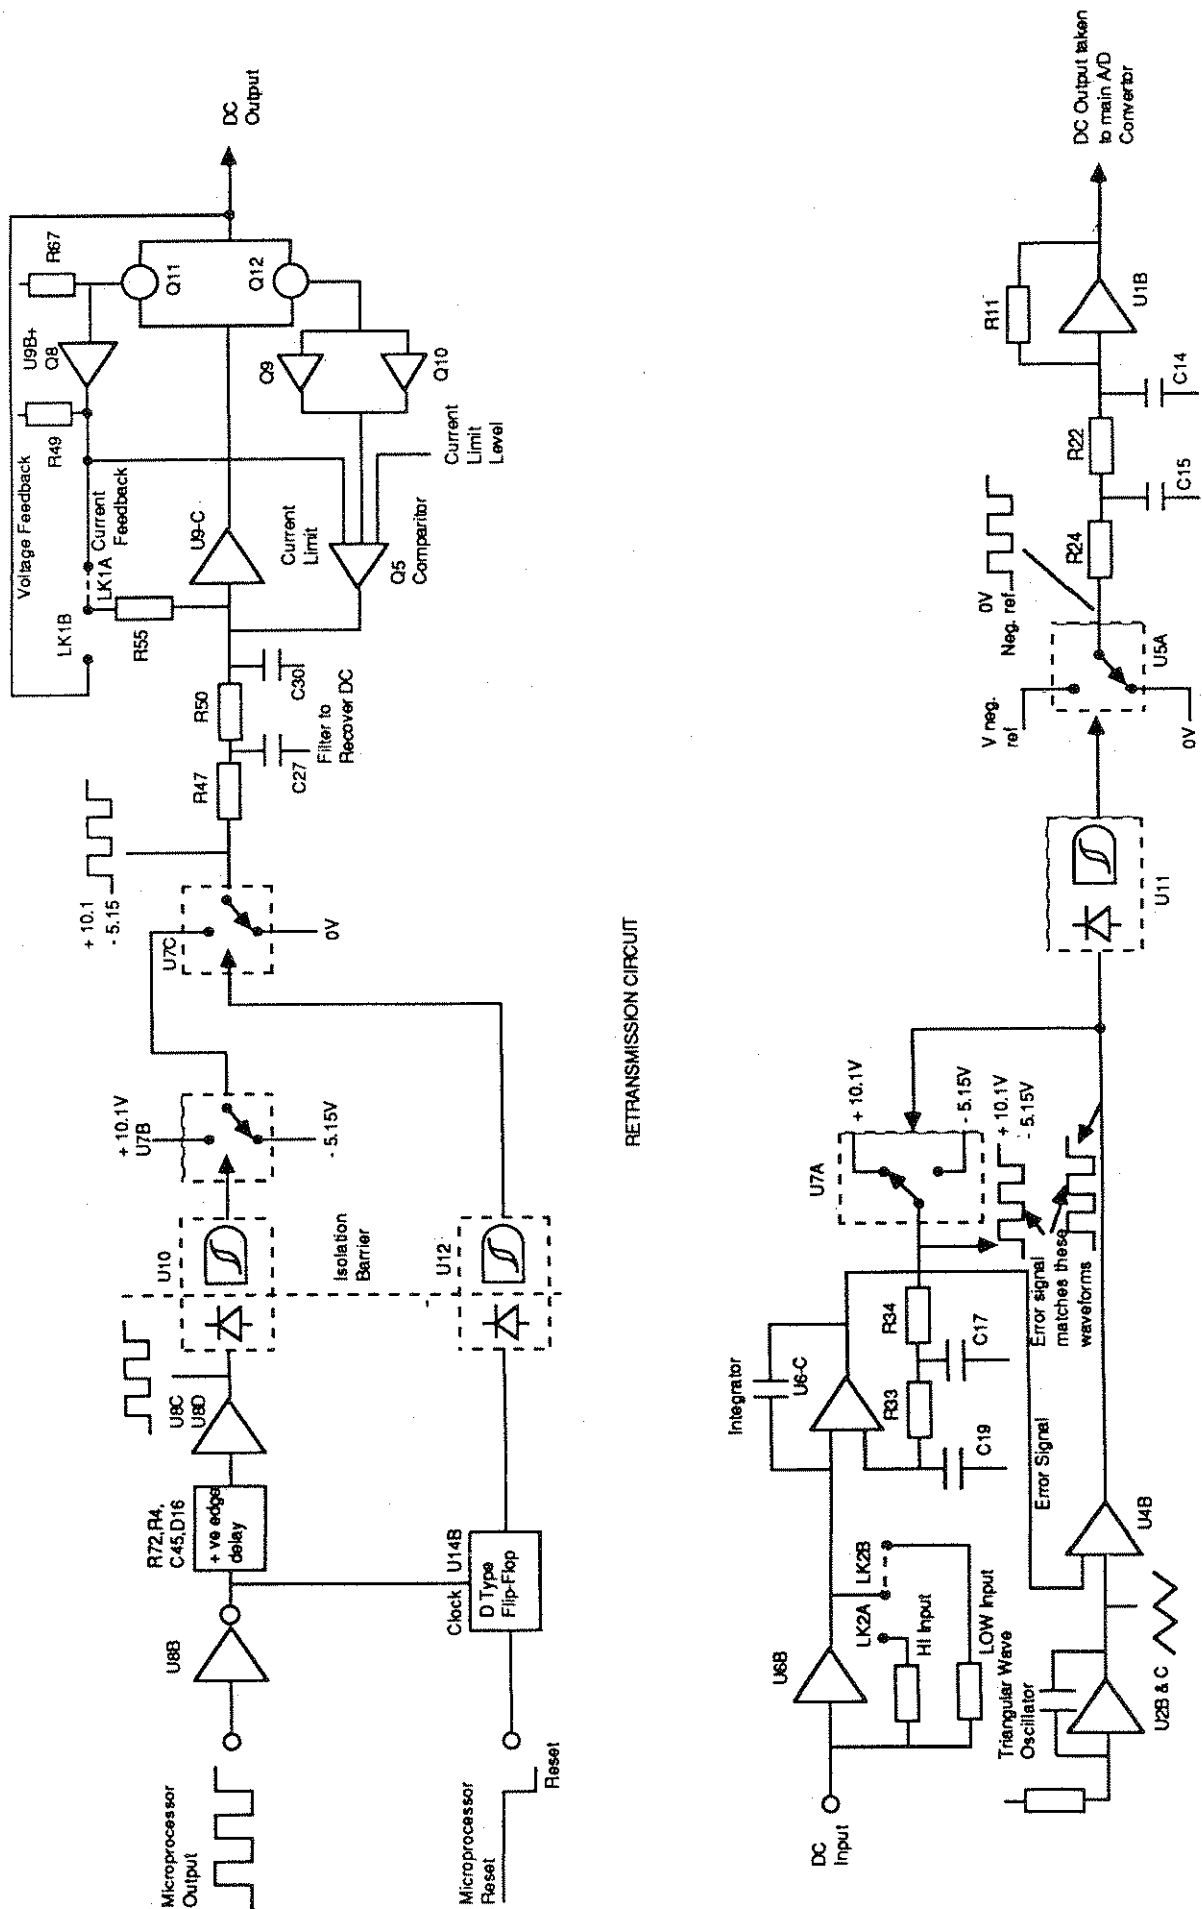 Microprocessor
Output
U8B
R72,R4,
C45,D16
+ ve edge
delay
U8C
U8D
U10
+ 10.1V
U7B
- 5.15V
U7C
0V
+ 10.1
- 5.15
R47
R50
C27
C30
Filter to
Recover DC
LK1B
LK1A
R55
Voltage Feedback
Current
Feedback
R49
U9B+
Q8
R67
U9-C
Q11
Q12
DC
Output
Current
Limit
Q5
Comparitor
Current
Limit
Level
Q9
Q10
Microprocessor
Reset
Reset
Clock
U14B
D Type
Flip-Flop
U12
Isolation
Barrier
RETRANSMISSION CIRCUIT
DC
Input
U6B
LK2A
LK2B
HI Input
LOW Input
Integrator
U6-C
R33
R34
C19
C17
U7A
+ 10.1V
- 5.15V
+ 10.1V
- 5.15V
Error signal
matches these
waveforms
Error Signal
Triangular Wave
Oscillator
U2B & C
U4B
U11
V neg.
ref
0V
U5A
0V
Neg. ref
R24
R22
C15
C14
R11
U1B
DC Output taken
to main A/D
Convertor